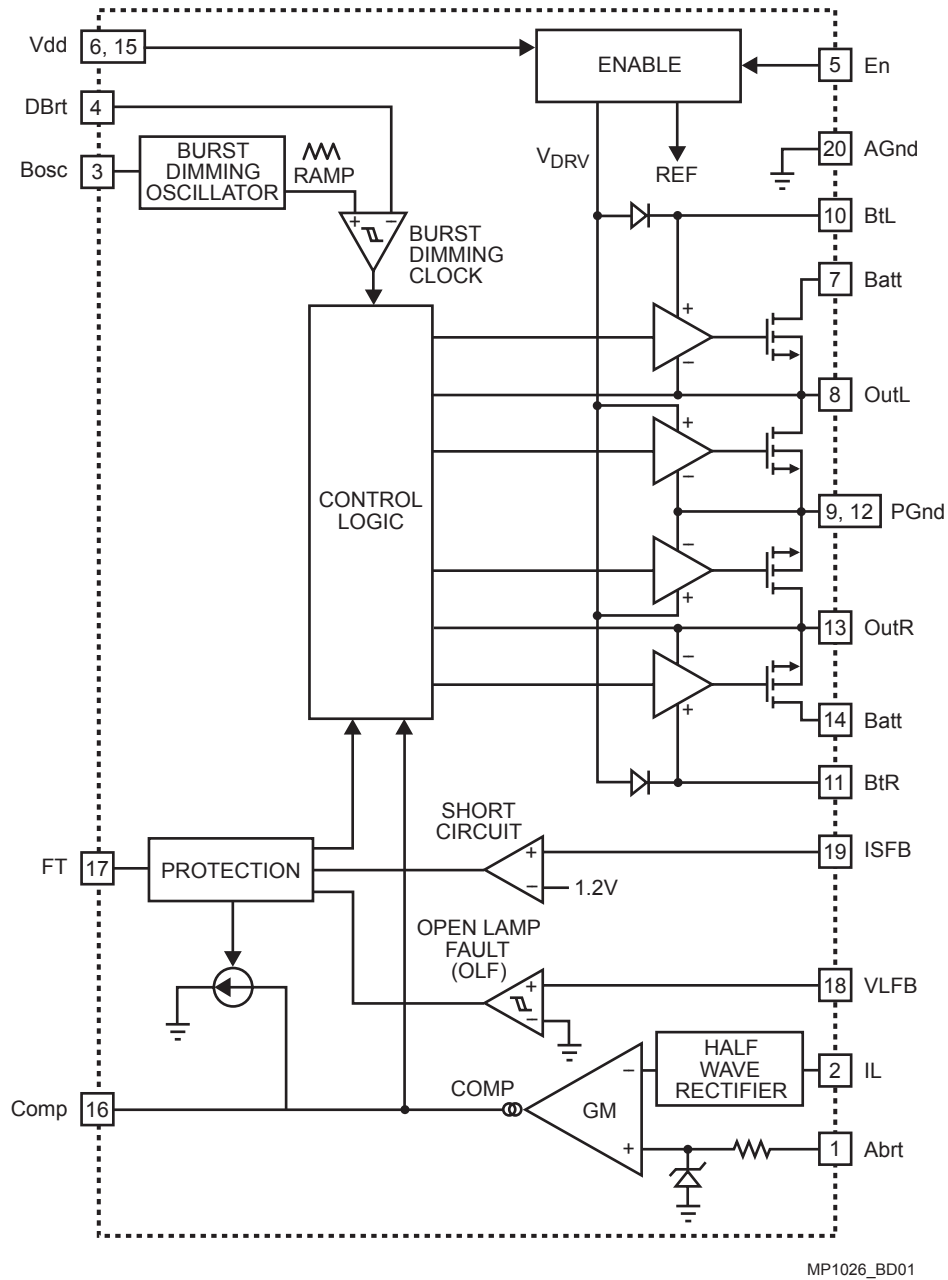 Vdd
6, 15
ENABLE
5
En
DBrt
4
Bosc
3
BURST
DIMMING
OSCILLATOR
RAMP
VDRV
REF
20
AGnd
10
BtL
+
−
BURST
DIMMING
CLOCK
7
Batt
+
−
8
OutL
+
−
CONTROL
LOGIC
9, 12
PGnd
−
+
13
OutR
−
+
14
Batt
11
BtR
FT
17
PROTECTION
SHORT
CIRCUIT
+
−
1.2V
19
ISFB
OPEN LAMP
FAULT
(OLF)
+
−
18
VLFB
HALF
WAVE
RECTIFIER
2
IL
Comp
16
COMP
GM
−
+
1
Abrt
MP1026_BD01